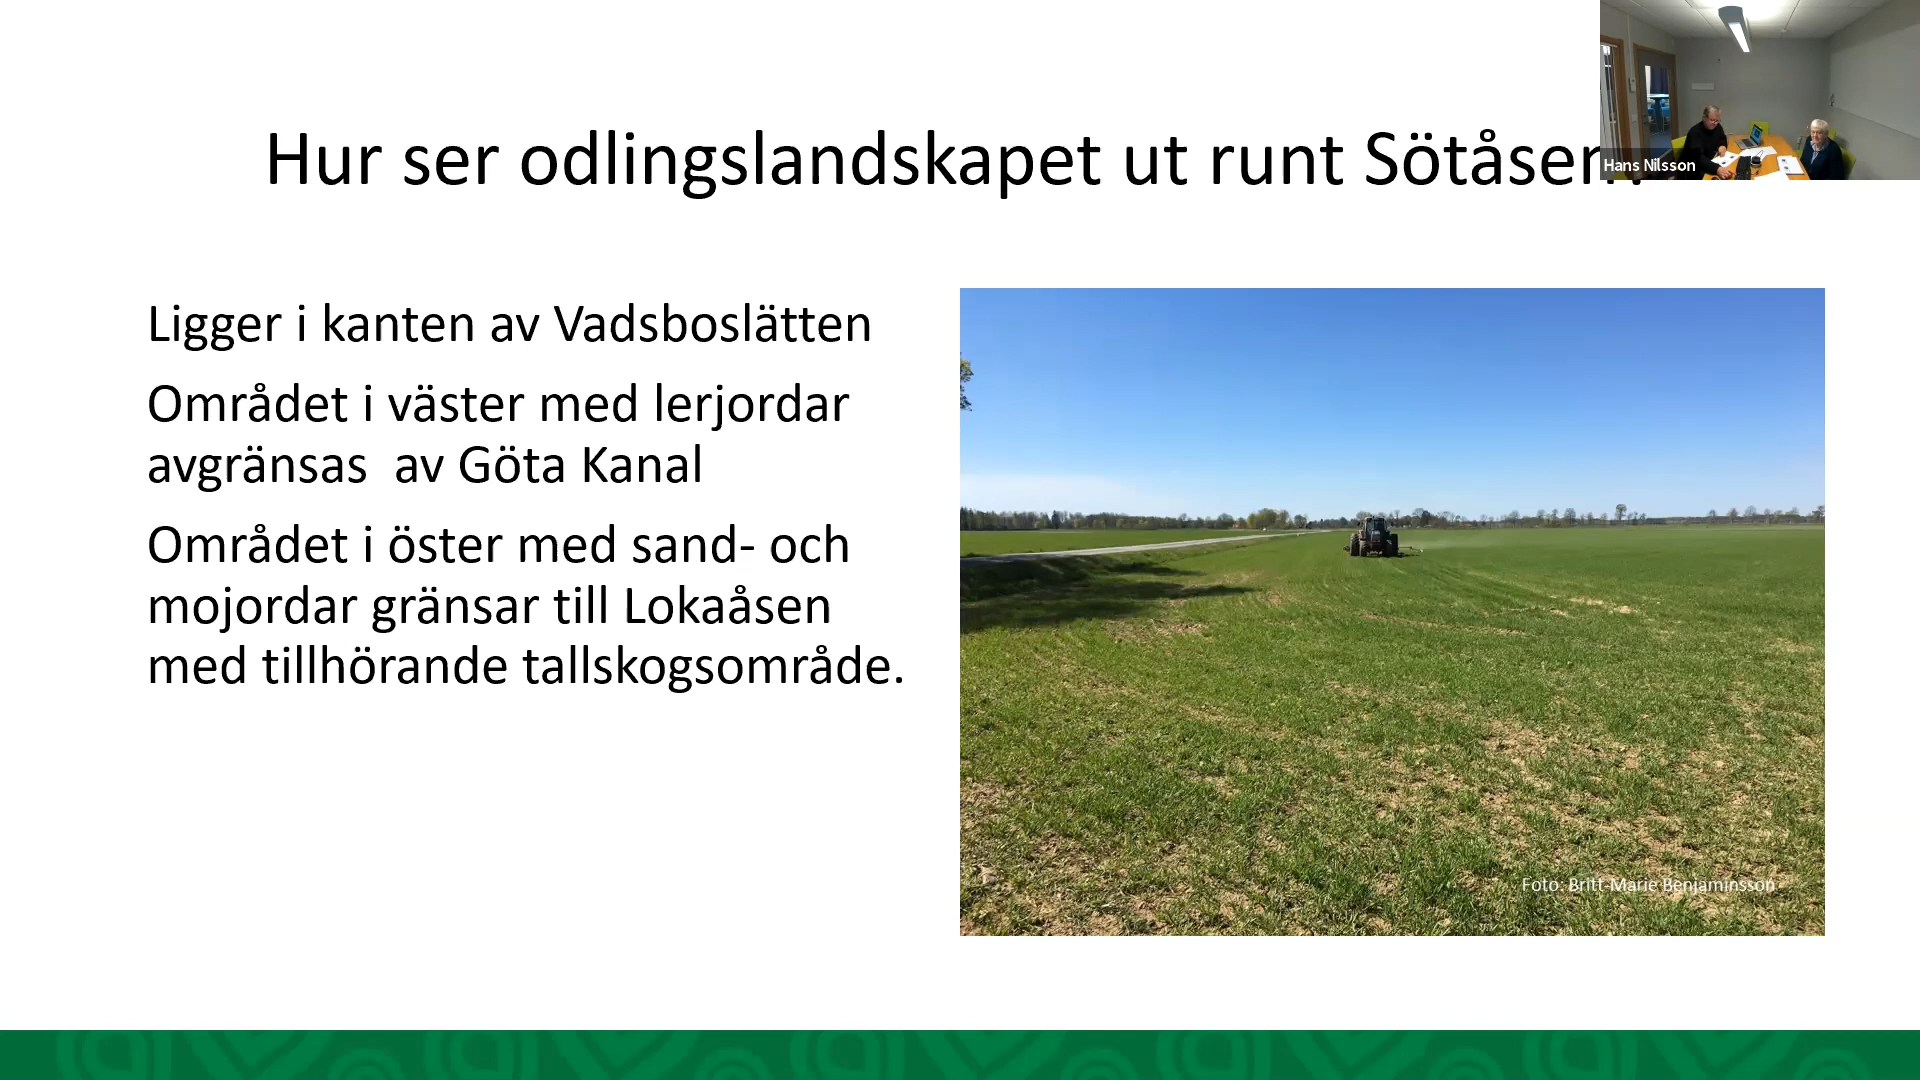 Hur ser odlingslandskapet ut runt Sötåsen?
Hans Nilsson
Ligger i kanten av Vadsboslätten
Området i väster med lerjordar
avgränsas av Göta Kanal
Området i öster med sand- och
mojordar gränsar till Lokaåsen
med tillhörande tallskogsområde.
Foto: Britt-Marie Benjaminsson